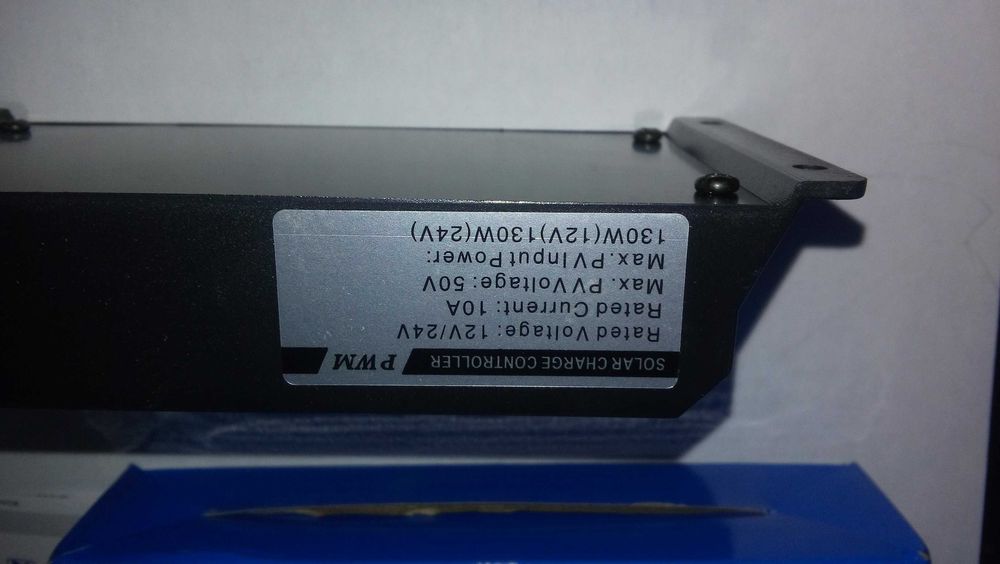 SOLAR CHARGE CONTROLLER PWM
Rated Voltage: 12V/24V
Rated Current: 10A
Max. PV Voltage: 50V
Max. PV Input Power:
130W(12V)130W(24V)